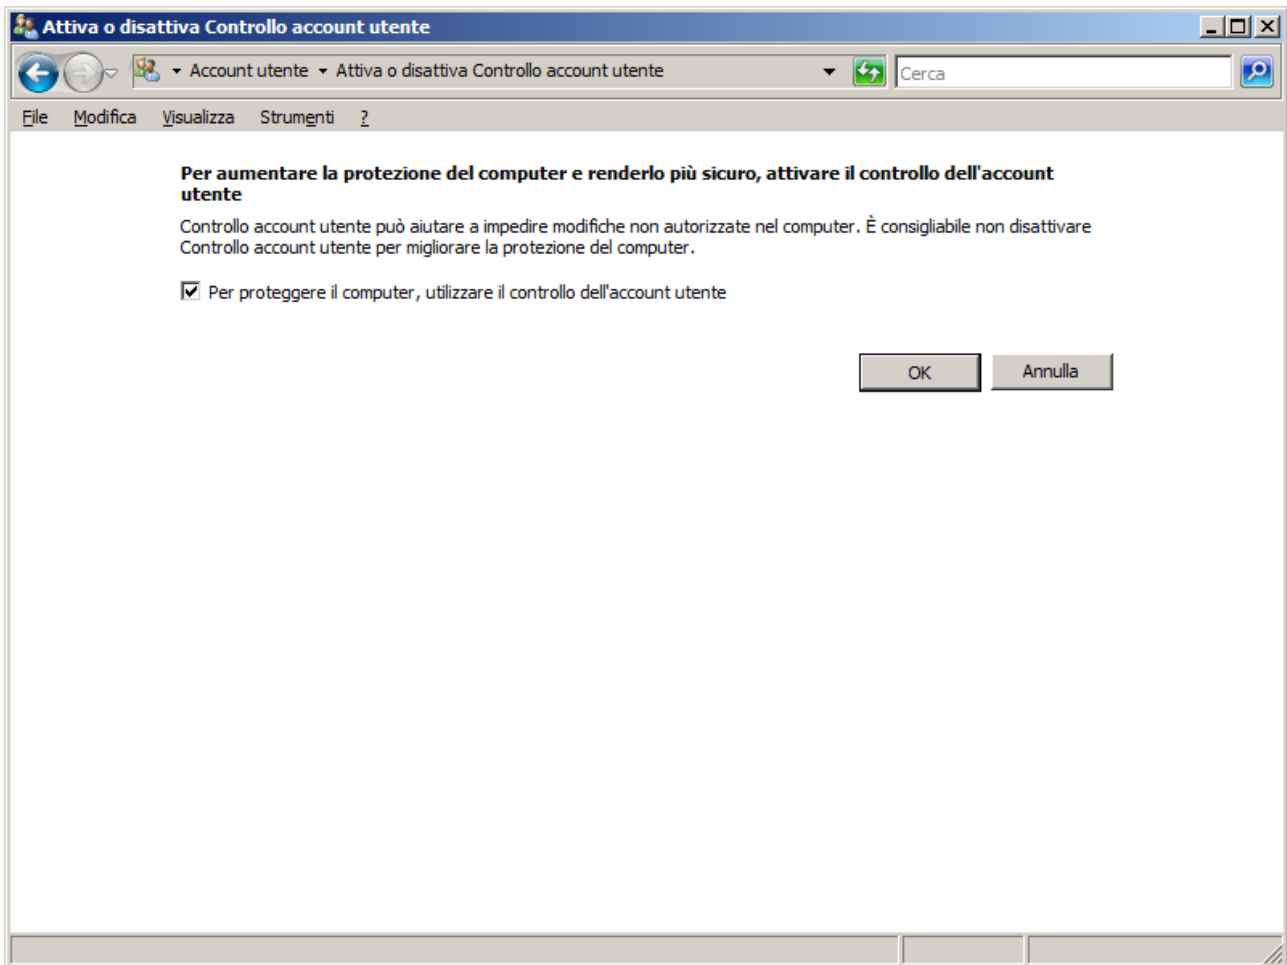 Attiva o disattiva Controllo account utente
Account utente Attiva o disattiva Controllo account utente
Cerca
File Modifica Visualizza Strumenti ?
Per aumentare la protezione del computer e renderlo più sicuro, attivare il controllo dell'account
utente
Controllo account utente può aiutare a impedire modifiche non autorizzate nel computer. È consigliabile non disattivare
Controllo account utente per migliorare la protezione del computer.
Per proteggere il computer, utilizzare il controllo dell'account utente
OK Annulla